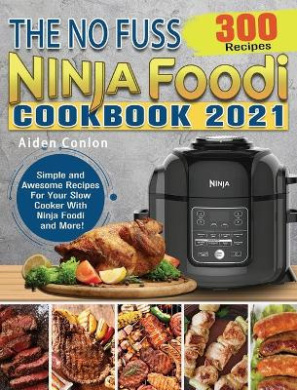 THE NO FUSS
300
Recipes
NINJA Foodi
COOKBOOK 2021
Aiden Conlon
Simple and
Awesome Recipes
For Your Slow
Cooker With
Ninja Foodi
and More!
NINJA